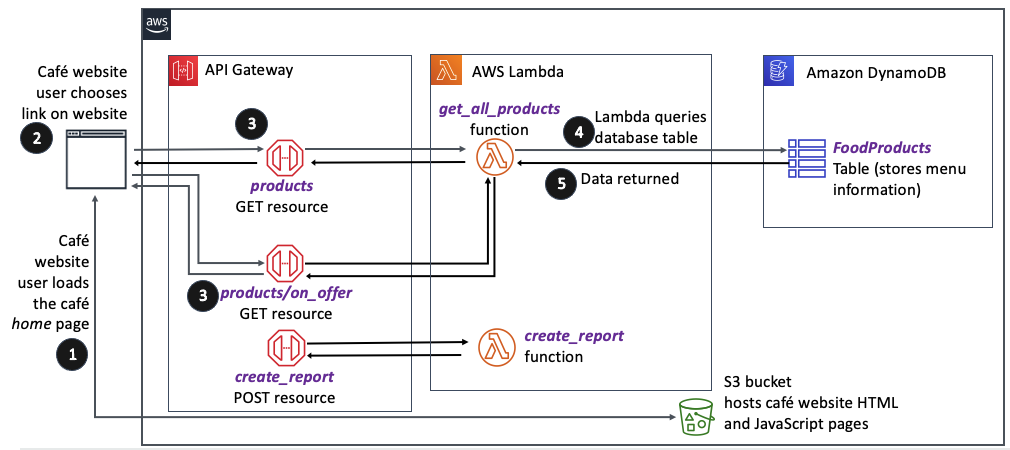 aws
API Gateway
AWS Lambda
Amazon DynamoDB
Café website
user chooses
link on website
2
3
get_all_products
function
4
Lambda queries
database table
FoodProducts
Table (stores menu
information)
5
Data returned
products
GET resource
Café
website
user loads
the café
home page
1
3
products/on_offer
GET resource
create_report
function
create_report
POST resource
S3 bucket
hosts café website HTML
and JavaScript pages